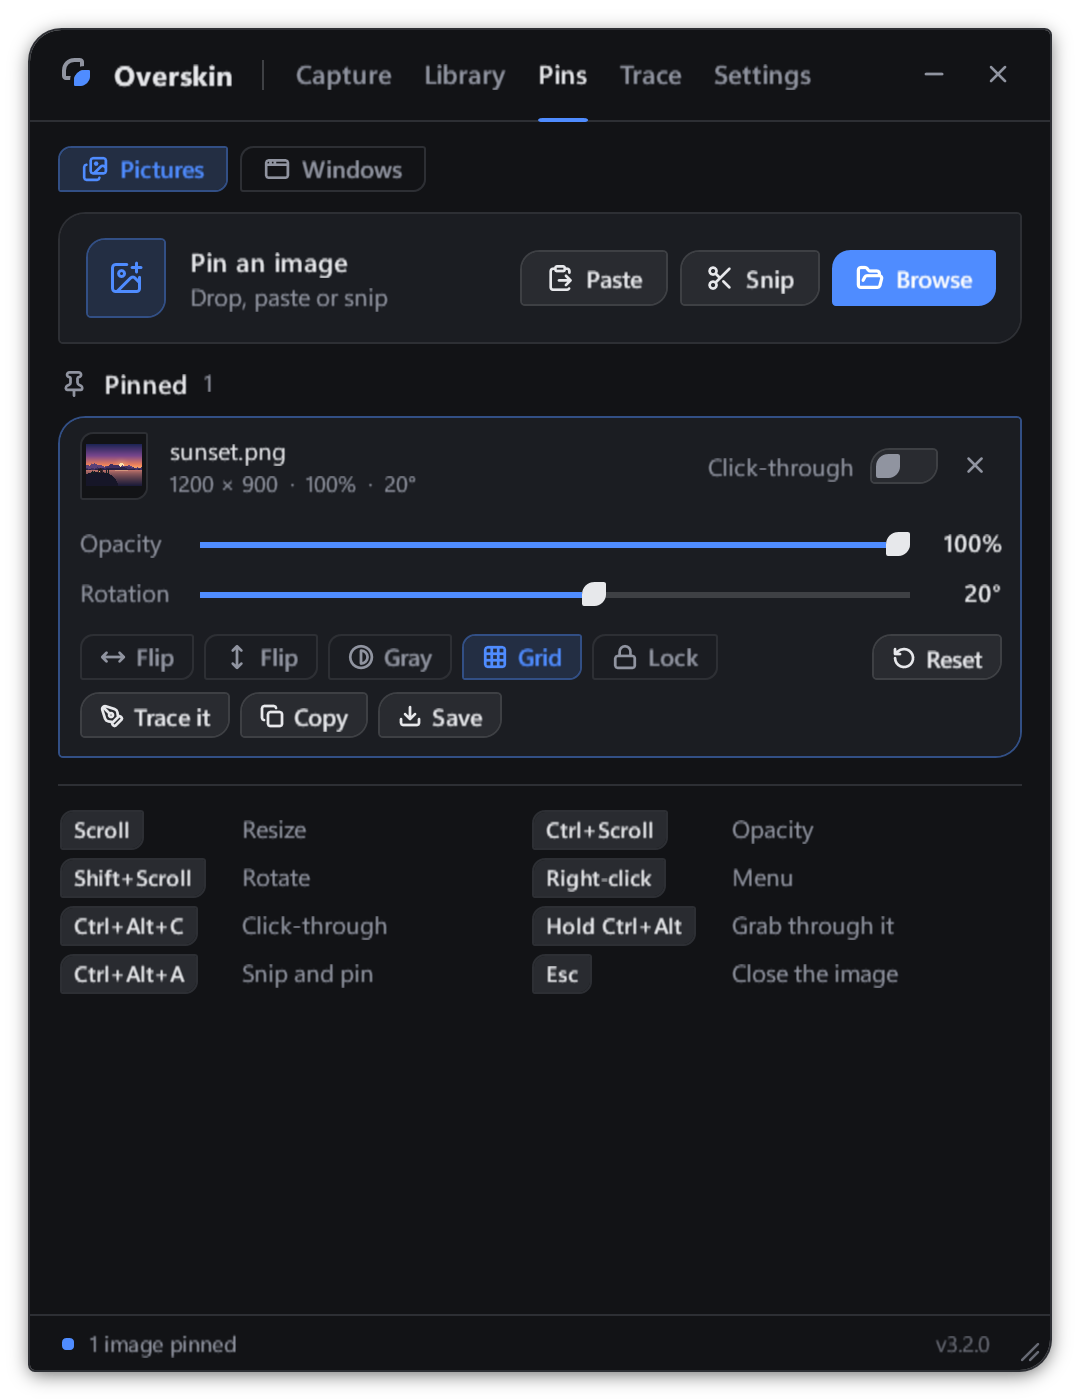 Overskin Capture Library Pins Trace Settings
Pictures Windows
Pin an image
Drop, paste or snip
Paste Snip Browse
Pinned 1
sunset.png
1200 × 900 · 100% · 20°
Click-through
Opacity 100%
Rotation 20°
Flip Flip Gray Grid Lock Reset
Trace it Copy Save
Scroll Resize Ctrl+Scroll Opacity
Shift+Scroll Rotate Right-click Menu
Ctrl+Alt+C Click-through Hold Ctrl+Alt Grab through it
Ctrl+Alt+A Snip and pin Esc Close the image
1 image pinned v3.2.0